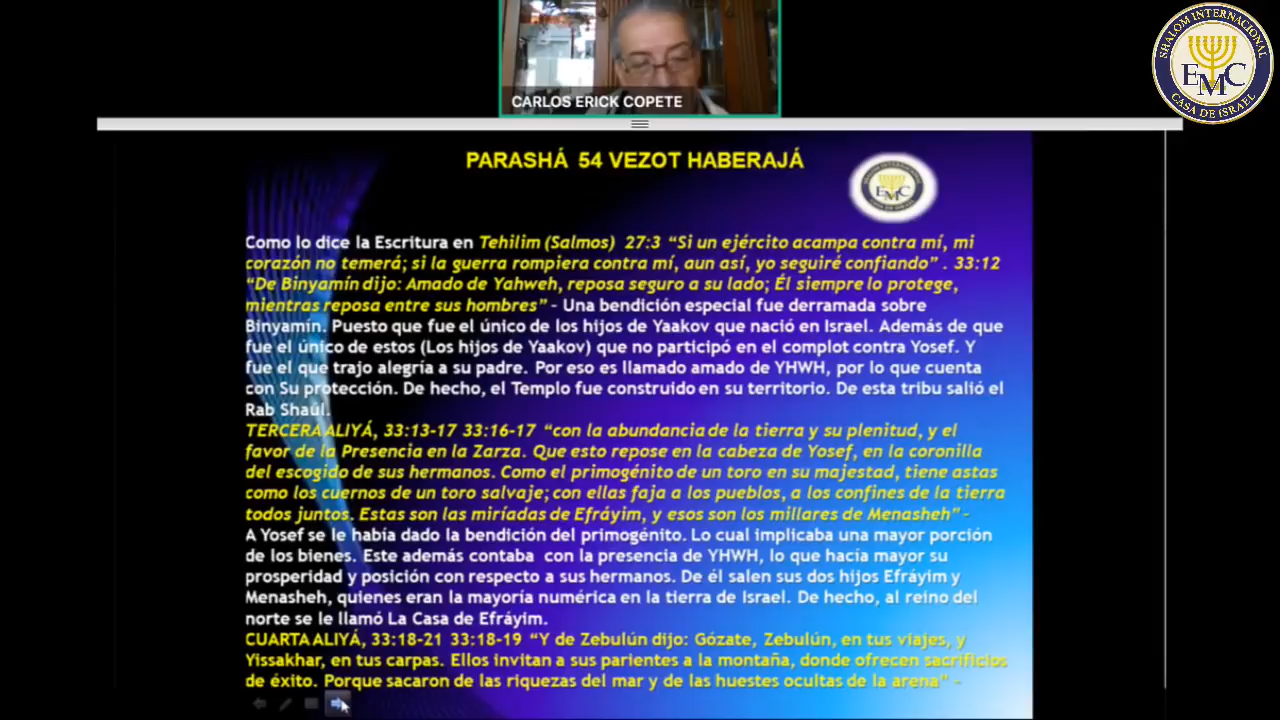 SHALOM INTERNACIONAL
EMC
CASA DE ISRAEL
CARLOS ERICK COPETE
PARASHÁ 54 VEZOT HABERAJÁ
SHALOM INTERNACIONAL
EMC
CASA DE ISRAEL
Como lo dice la Escritura en Tehilim (Salmos) 27:3 “Si un ejército acampa contra mí, mi
corazón no temerá; si la guerra rompiera contra mí, aun así, yo seguiré confiando” . 33:12
“De Binyamín dijo: Amado de Yahweh, reposa seguro a su lado; Él siempre lo protege,
mientras reposa entre sus hombres” – Una bendición especial fue derramada sobre
Binyamín. Puesto que fue el único de los hijos de Yaakov que nació en Israel. Además de que
fue el único de estos (Los hijos de Yaakov) que no participó en el complot contra Yosef. Y
fue el que trajo alegría a su padre. Por eso es llamado amado de YHWH, por lo que cuenta
con Su protección. De hecho, el Templo fue construido en su territorio. De esta tribu salió el
Rab Shaúl.
TERCERA ALIYÁ, 33:13-17 33:16-17 “con la abundancia de la tierra y su plenitud, y el
favor de la Presencia en la Zarza. Que esto repose en la cabeza de Yosef, en la coronilla
del escogido de sus hermanos. Como el primogénito de un toro en su majestad, tiene astas
como los cuernos de un toro salvaje; con ellas faja a los pueblos, a los confines de la tierra
todos juntos. Estas son las miríadas de Efráyim, y esos son los millares de Menasheh” –
A Yosef se le había dado la bendición del primogénito. Lo cual implicaba una mayor porción
de los bienes. Este además contaba con la presencia de YHWH, lo que hacía mayor su
prosperidad y posición con respecto a sus hermanos. De él salen sus dos hijos Efráyim y
Menasheh, quienes eran la mayoría numérica en la tierra de Israel. De hecho, al reino del
norte se le llamó La Casa de Efráyim.
CUARTA ALIYÁ, 33:18-21 33:18-19 “Y de Zebulún dijo: Gózate, Zebulún, en tus viajes, y
Yissakhar, en tus carpas. Ellos invitan a sus parientes a la montaña, donde ofrecen sacrificios
de éxito. Porque sacaron de las riquezas del mar y de las huestes ocultas de la arena” –